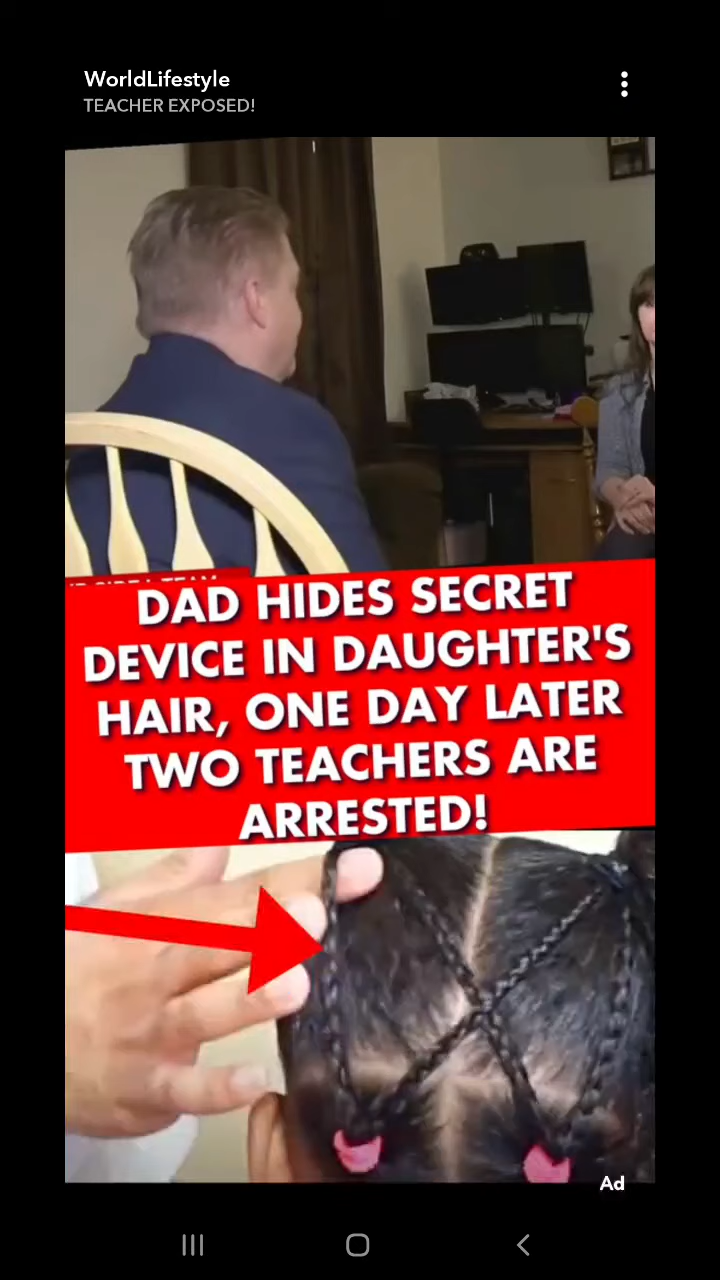 WorldLifestyle
TEACHER EXPOSED!
DAD HIDES SECRET
DEVICE IN DAUGHTER'S
HAIR, ONE DAY LATER
TWO TEACHERS ARE
ARRESTED!
Ad